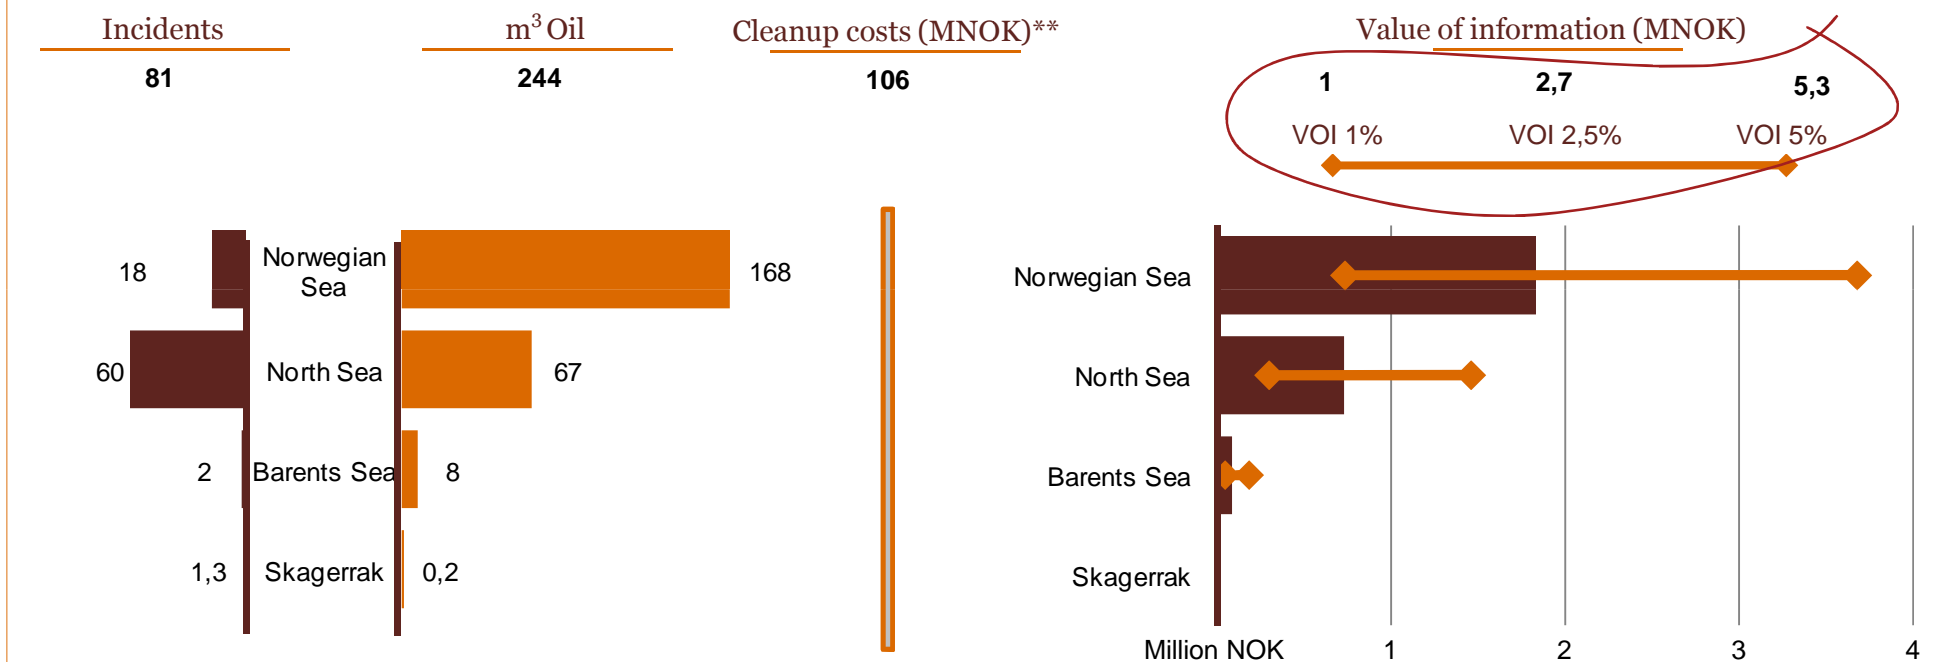 Incidents
m³ Oil
Cleanup costs (MNOK)**
Value of information (MNOK)
81
244
106
1
2,7
5,3
VOI 1%
VOI 2,5%
VOI 5%
18
Norwegian
Sea
168
60
North Sea
67
2
Barents Sea
8
1,3
Skagerrak
0,2
Norwegian Sea
North Sea
Barents Sea
Skagerrak
Million NOK
1
2
3
4